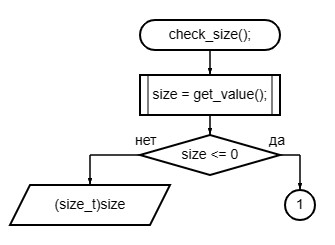 check_size();
size = get_value();
нет
да
size <= 0
(size_t)size
1